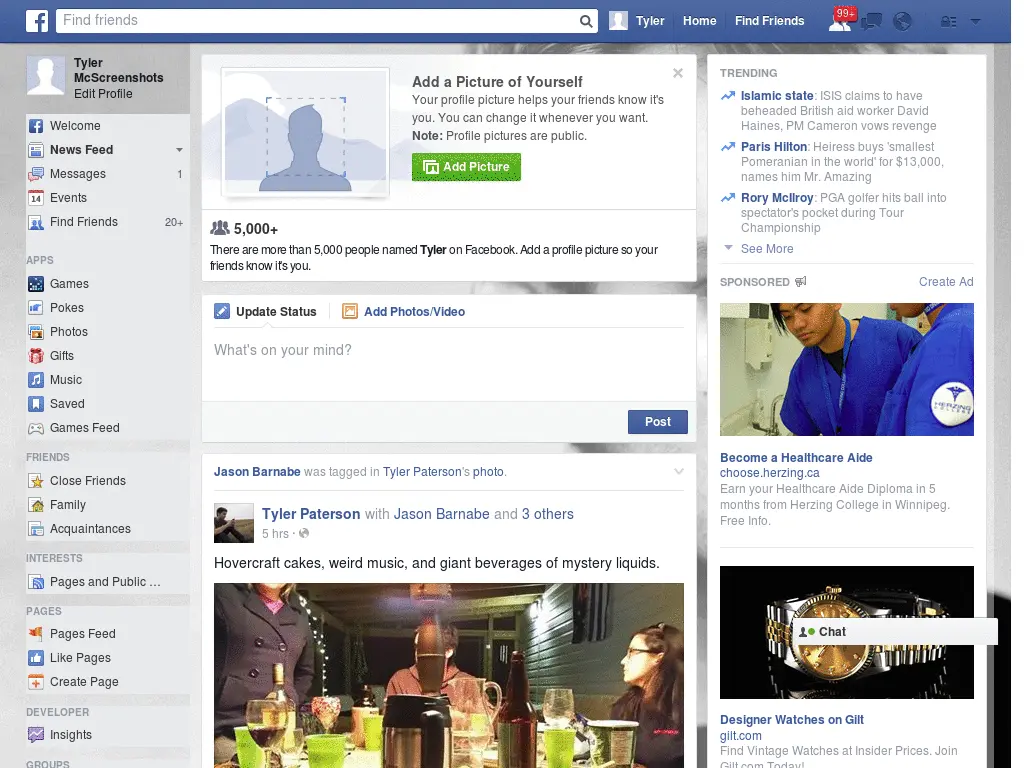 Find friends
Tyler
Home
Find Friends
99+
Tyler
McScreenshots
Edit Profile
Welcome
News Feed
Messages
1
14
Events
Find Friends
20+
APPS
Games
Pokes
Photos
Gifts
Music
Saved
Games Feed
FRIENDS
Close Friends
Family
Acquaintances
INTERESTS
Pages and Public ...
PAGES
Pages Feed
Like Pages
Create Page
DEVELOPER
Insights
GROUPS
Add a Picture of Yourself
Your profile picture helps your friends know it's
you. You can change it whenever you want.
Note: Profile pictures are public.
Add Picture
5,000+
There are more than 5,000 people named Tyler on Facebook. Add a profile picture so your
friends know it's you.
Update Status
Add Photos/Video
What's on your mind?
Post
Jason Barnabe was tagged in Tyler Paterson's photo.
Tyler Paterson with Jason Barnabe and 3 others
5 hrs ·
Hovercraft cakes, weird music, and giant beverages of mystery liquids.
TRENDING
Islamic state: ISIS claims to have
beheaded British aid worker David
Haines, PM Cameron vows revenge
Paris Hilton: Heiress buys 'smallest
Pomeranian in the world' for $13,000,
names him Mr. Amazing
Rory McIlroy: PGA golfer hits ball into
spectator's pocket during Tour
Championship
See More
SPONSORED
Create Ad
HERZING
COLLEGE
Become a Healthcare Aide
choose.herzing.ca
Earn your Healthcare Aide Diploma in 5
months from Herzing College in Winnipeg.
Free Info.
Chat
Designer Watches on Gilt
gilt.com
Find Vintage Watches at Insider Prices. Join
Gilt.com Today!